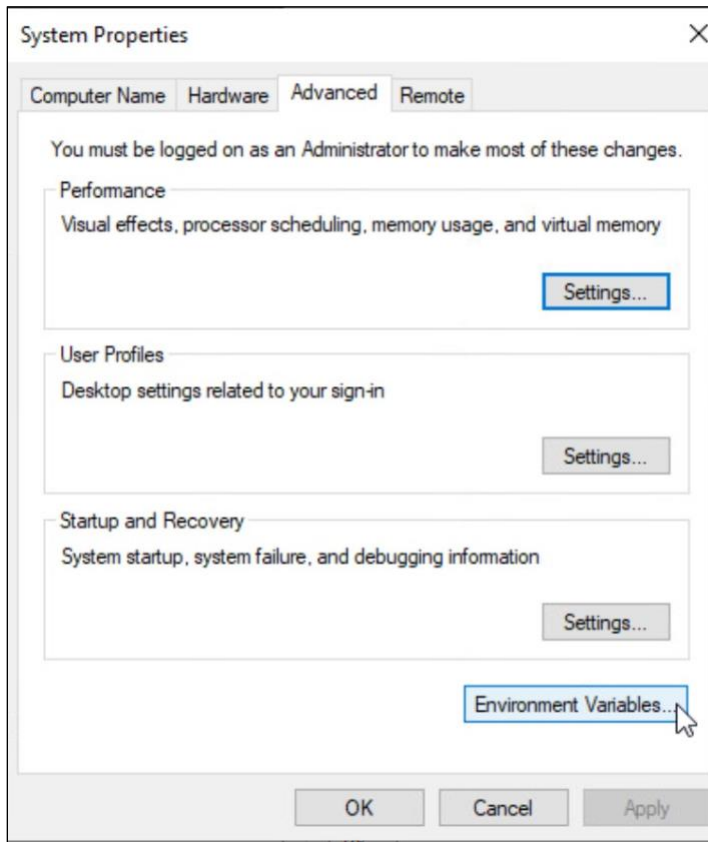 System Properties
Computer Name Hardware Advanced Remote
You must be logged on as an Administrator to make most of these changes.
Performance
Visual effects, processor scheduling, memory usage, and virtual memory
Settings...
User Profiles
Desktop settings related to your sign-in
Settings...
Startup and Recovery
System startup, system failure, and debugging information
Settings...
Environment Variables...
OK Cancel Apply